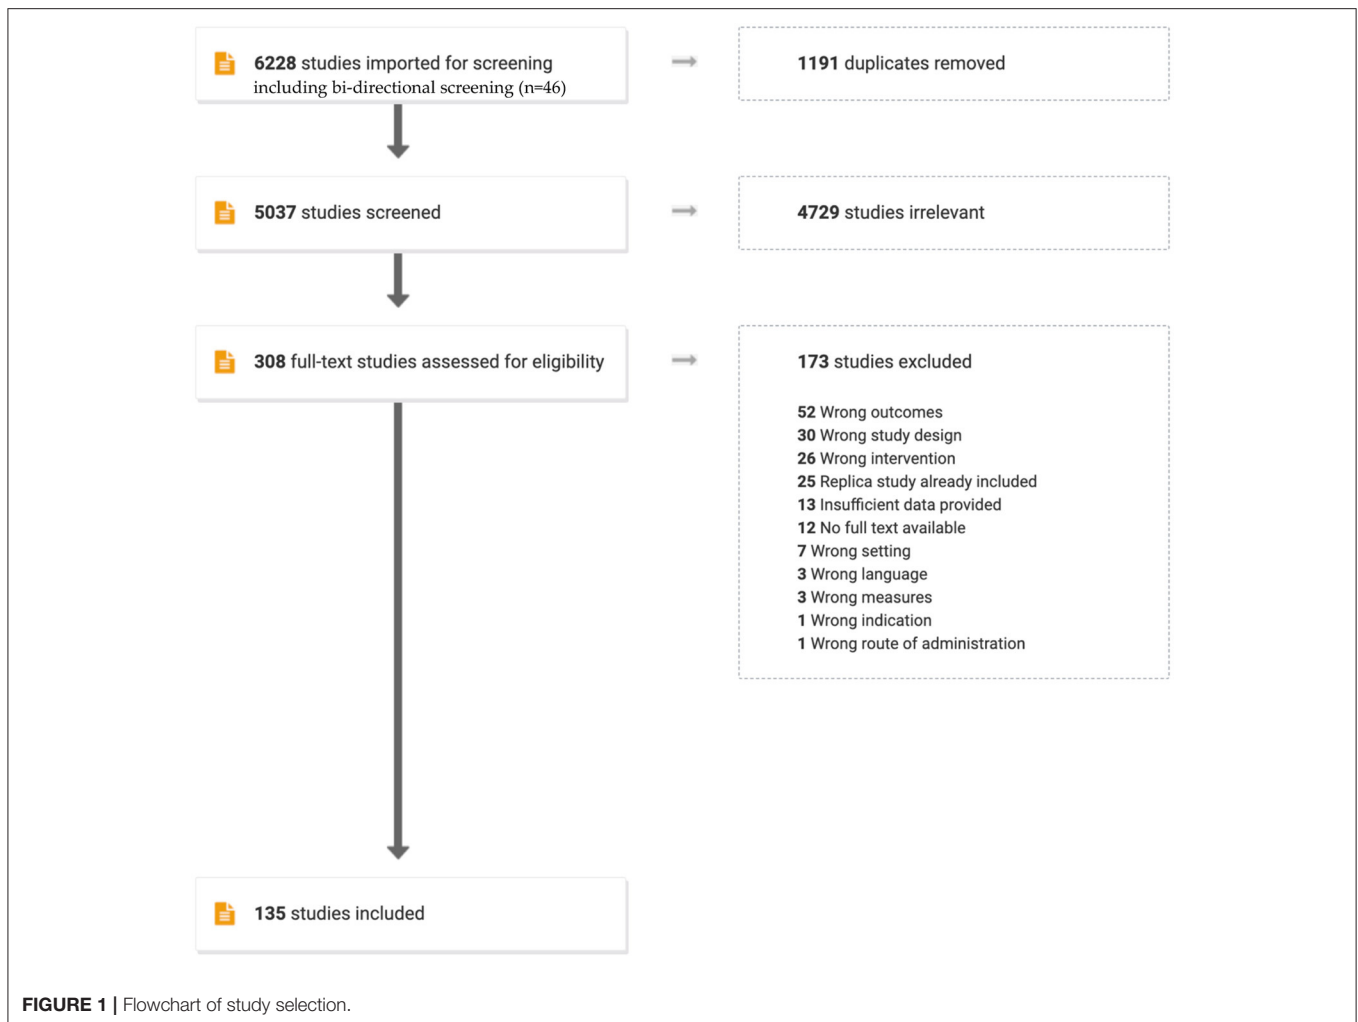 6228 studies imported for screening
including bi-directional screening (n=46)
1191 duplicates removed
5037 studies screened
4729 studies irrelevant
308 full-text studies assessed for eligibility
173 studies excluded
52 Wrong outcomes
30 Wrong study design
26 Wrong intervention
25 Replica study already included
13 Insufficient data provided
12 No full text available
7 Wrong setting
3 Wrong language
3 Wrong measures
1 Wrong indication
1 Wrong route of administration
135 studies included
FIGURE 1 | Flowchart of study selection.